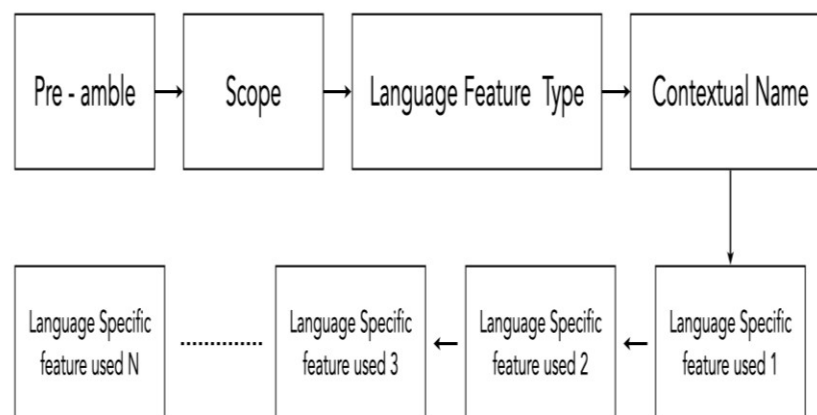 Pre - amble
Scope
Language Feature Type
Contextual Name
Language Specific
feature used N
Language Specific
feature used 3
Language Specific
feature used 2
Language Specific
feature used 1